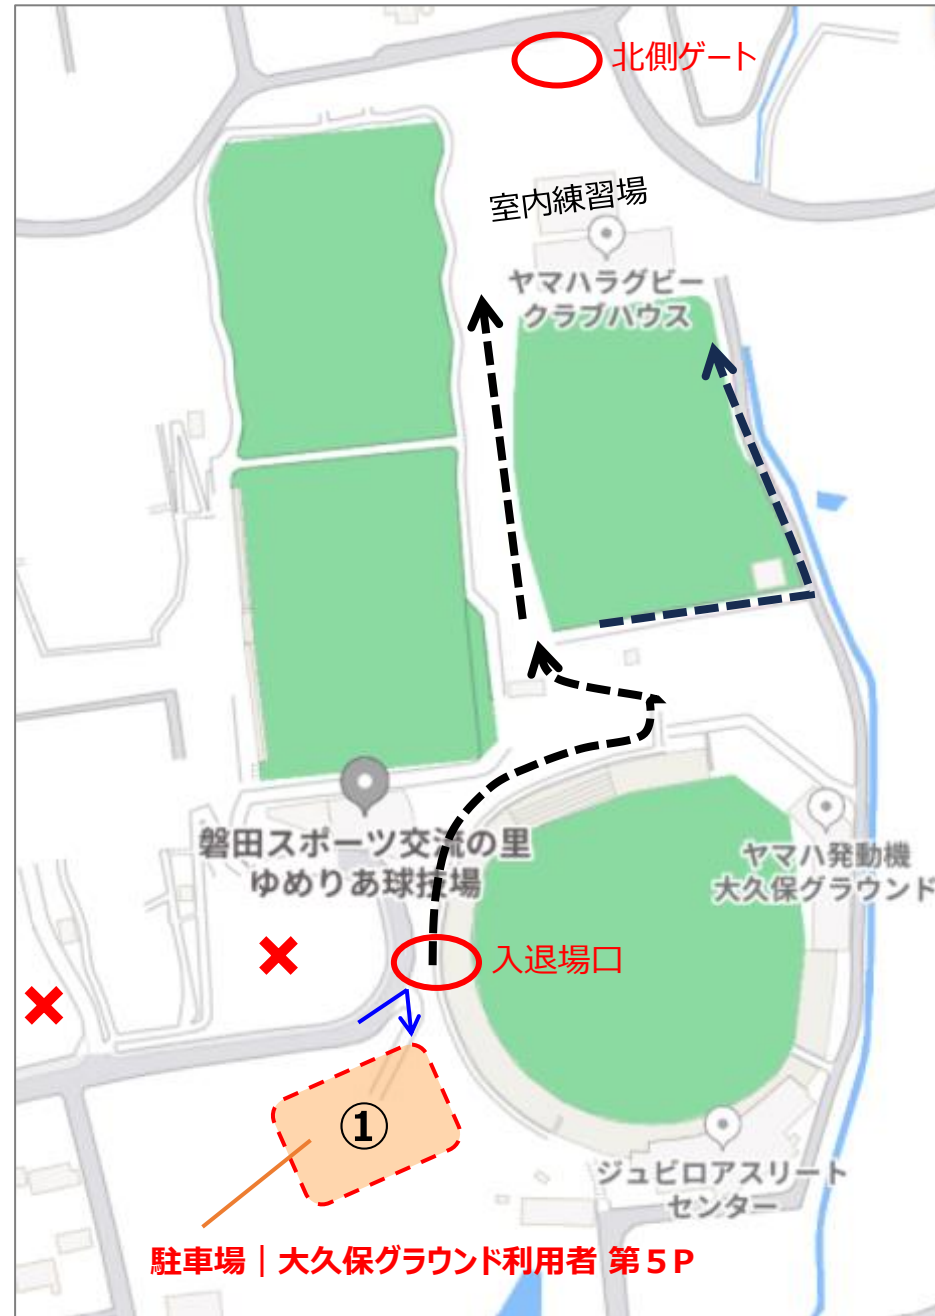 北側ゲート
室内練習場
ヤマハラグビー
クラブハウス
磐田スポーツ交流の里
ゆめりあ球技場
ヤマハ発動機
大久保グラウンド
入退場口
①
ジュビロアスリート
センター
駐車場|大久保グラウンド利用者 第5P